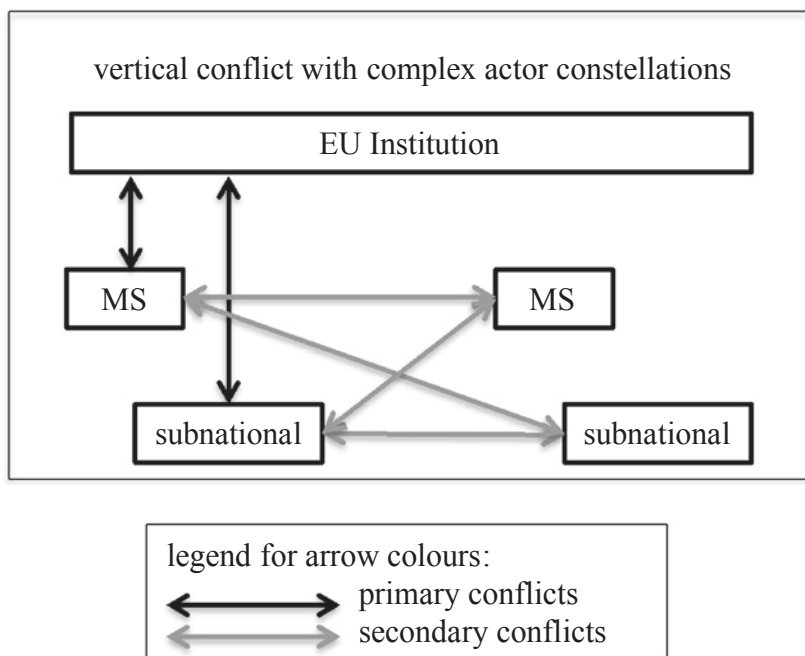 vertical conflict with complex actor constellations
EU Institution
MS
MS
subnational
subnational
legend for arrow colours:
primary conflicts
secondary conflicts